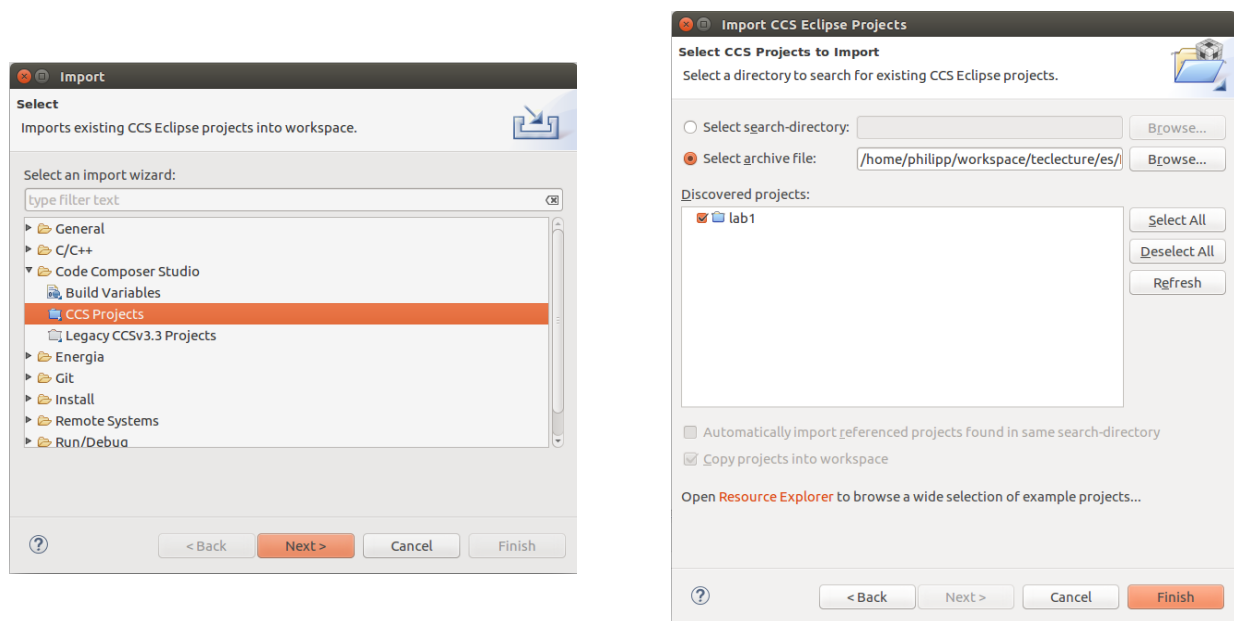 Import
Select
Imports existing CCS Eclipse projects into workspace.
Select an import wizard:
type filter text
General
C/C++
Code Composer Studio
Build Variables
CCS Projects
Legacy CCSv3.3 Projects
Energia
Git
Install
Remote Systems
Run/Debug
< Back
Next >
Cancel
Finish
Import CCS Eclipse Projects
Select CCS Projects to Import
Select a directory to search for existing CCS Eclipse projects.
Select search-directory:
Browse...
Select archive file:
/home/philipp/workspace/teclecture/es/
Browse...
Discovered projects:
lab1
Select All
Deselect All
Refresh
Automatically import referenced projects found in same search-directory
Copy projects into workspace
Open Resource Explorer to browse a wide selection of example projects...
< Back
Next >
Cancel
Finish